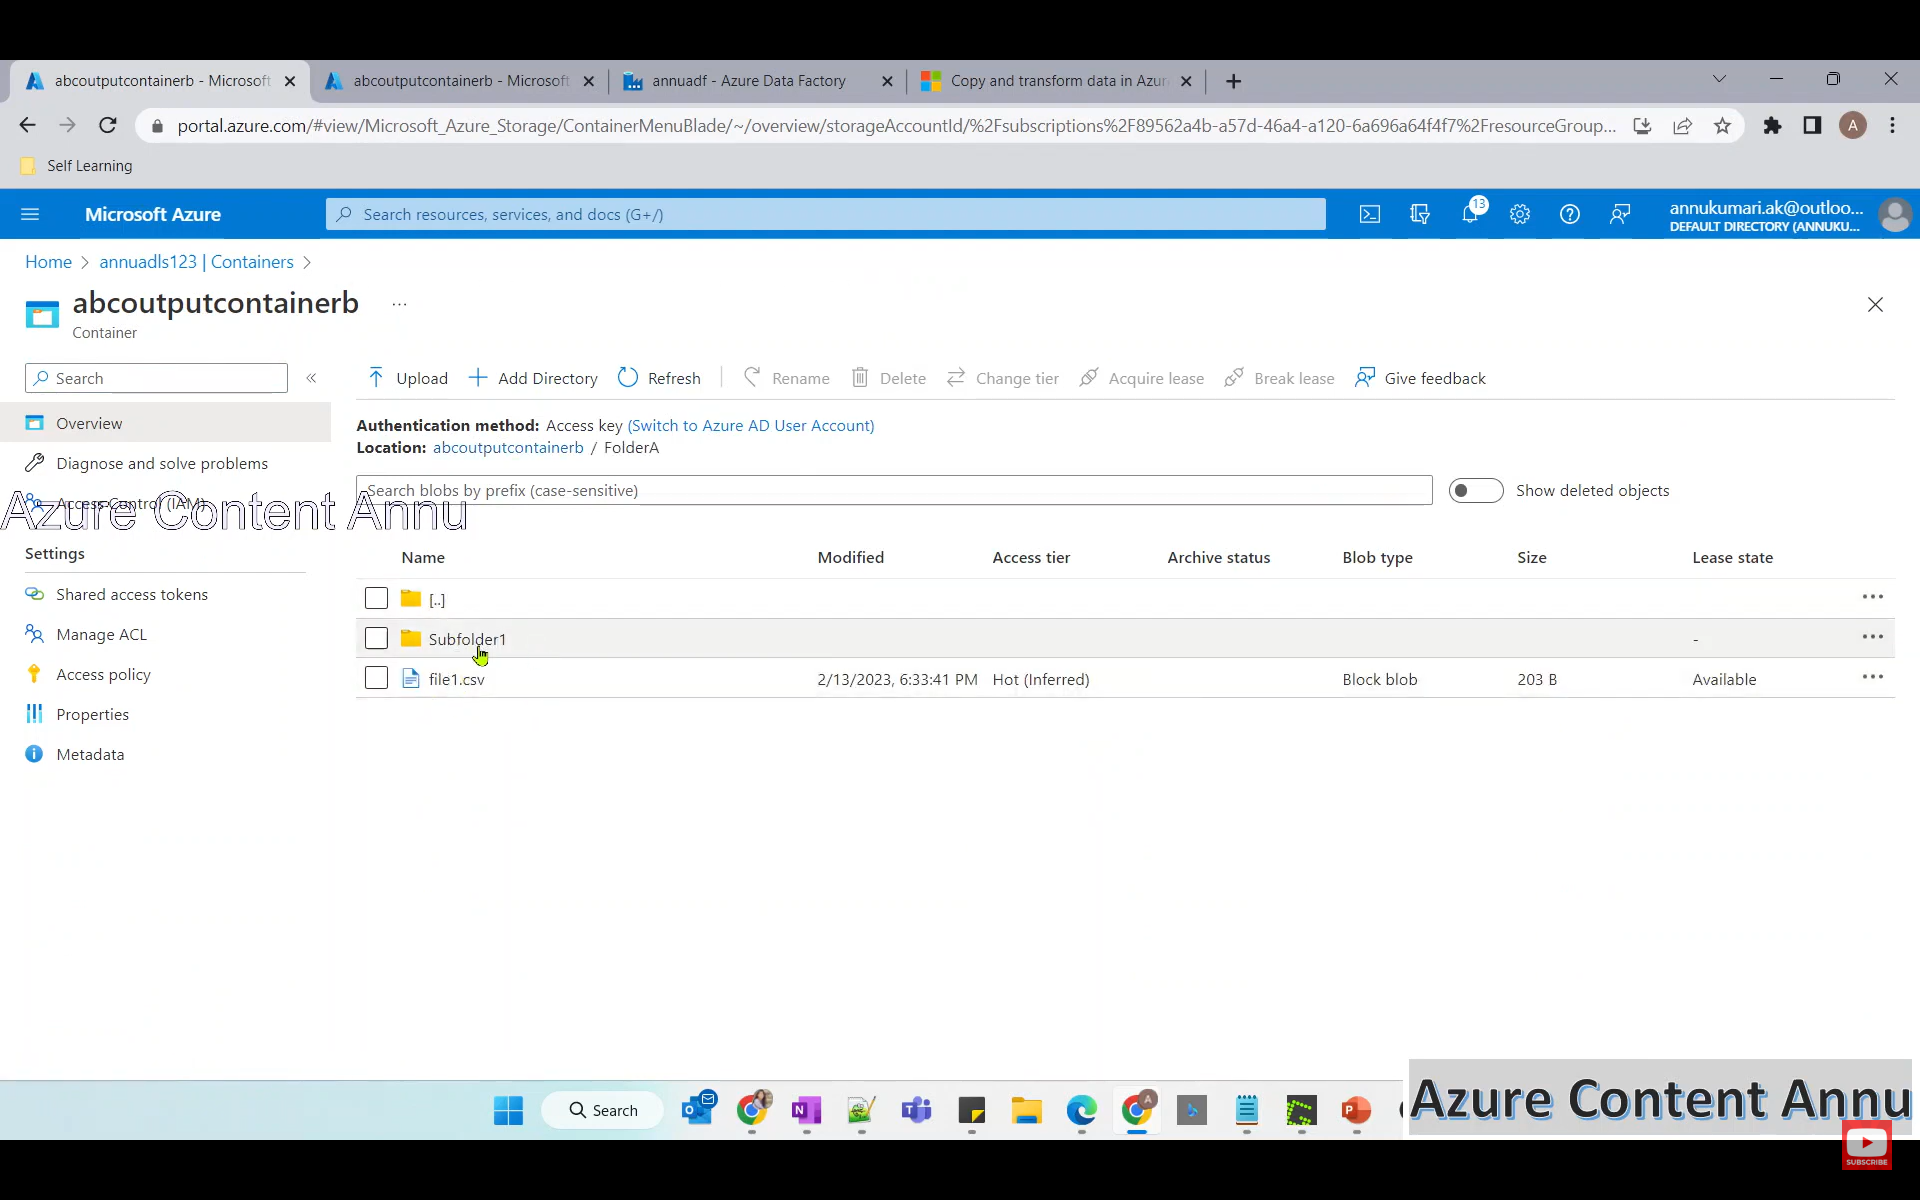 abcoutputcontainerb - Microsoft
abcoutputcontainerb - Microsoft
annuadf - Azure Data Factory
Copy and transform data in Azur
portal.azure.com/#view/Microsoft_Azure_Storage/ContainerMenuBlade/~/overview/storageAccountId/%2Fsubscriptions%2F89562a4b-a57d-46a4-a120-6a696a64f4f7%2FresourceGroup...
A
Self Learning
Microsoft Azure
Search resources, services, and docs (G+/)
13
annukumari.ak@outloo...
DEFAULT DIRECTORY (ANNUKU...
Home > annuadls123 | Containers >
abcoutputcontainerb ...
Container
Search
«
Upload
Add Directory
Refresh
Rename
Delete
Change tier
Acquire lease
Break lease
Give feedback
Overview
Diagnose and solve problems
Access Control (IAM)
Settings
Shared access tokens
Manage ACL
Access policy
Properties
Metadata
Authentication method: Access key (Switch to Azure AD User Account)
Location: abcoutputcontainerb / FolderA
Search blobs by prefix (case-sensitive)
Show deleted objects
Azure Content Annu
Name Modified Access tier Archive status Blob type Size Lease state
[..]
Subfolder1 -
file1.csv 2/13/2023, 6:33:41 PM Hot (Inferred) Block blob 203 B Available
Search
Azure Content Annu
SUBSCRIBE